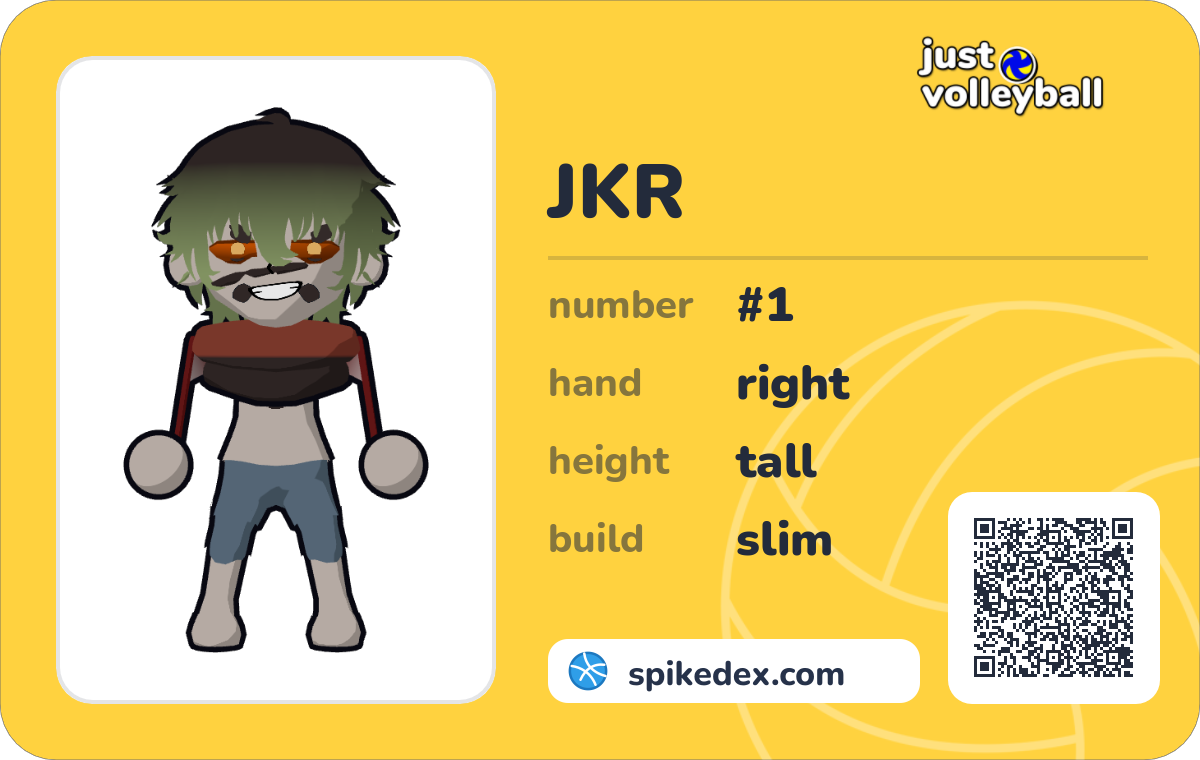 just
volleyball
JKR
number #1
hand right
height tall
build slim
spikedex.com